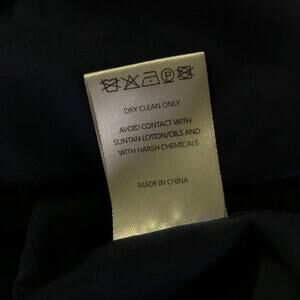 DRY CLEAN ONLY
AVOID CONTACT WITH
SUNTAN LOTION/OILS AND
WITH HARSH CHEMICALS
MADE IN CHINA